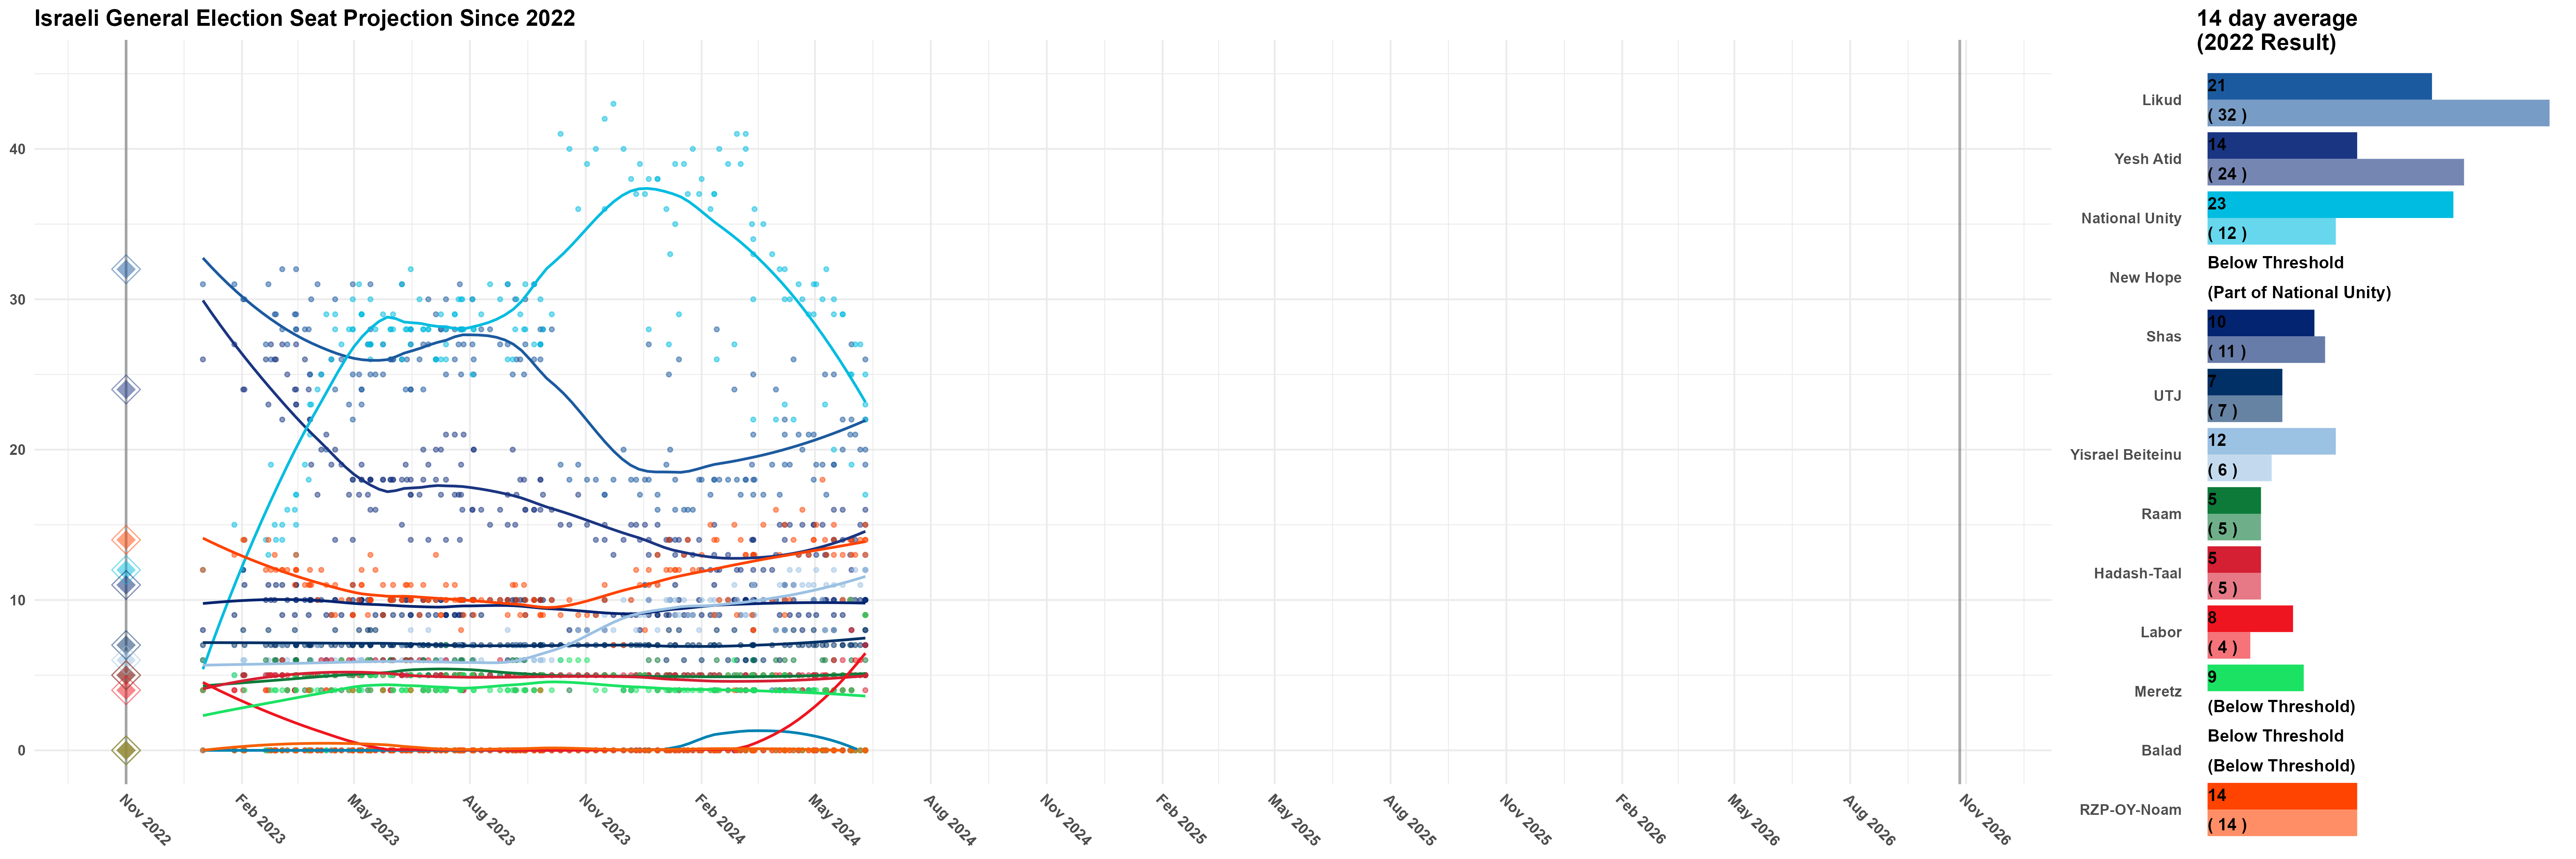 Israeli General Election Seat Projection Since 2022
40
30
20
10
0
Nov 2022
Feb 2023
May 2023
Aug 2023
Nov 2023
Feb 2024
May 2024
Aug 2024
Nov 2024
Feb 2025
May 2025
Aug 2025
Nov 2025
Feb 2026
May 2026
Aug 2026
Nov 2026
14 day average
(2022 Result)
Likud
21
( 32 )
Yesh Atid
14
( 24 )
National Unity
23
( 12 )
New Hope
Below Threshold
(Part of National Unity)
Shas
10
( 11 )
UTJ
7
( 7 )
Yisrael Beiteinu
12
( 6 )
Raam
5
( 5 )
Hadash-Taal
5
( 5 )
Labor
8
( 4 )
Meretz
9
(Below Threshold)
Balad
Below Threshold
(Below Threshold)
RZP-OY-Noam
14
( 14 )